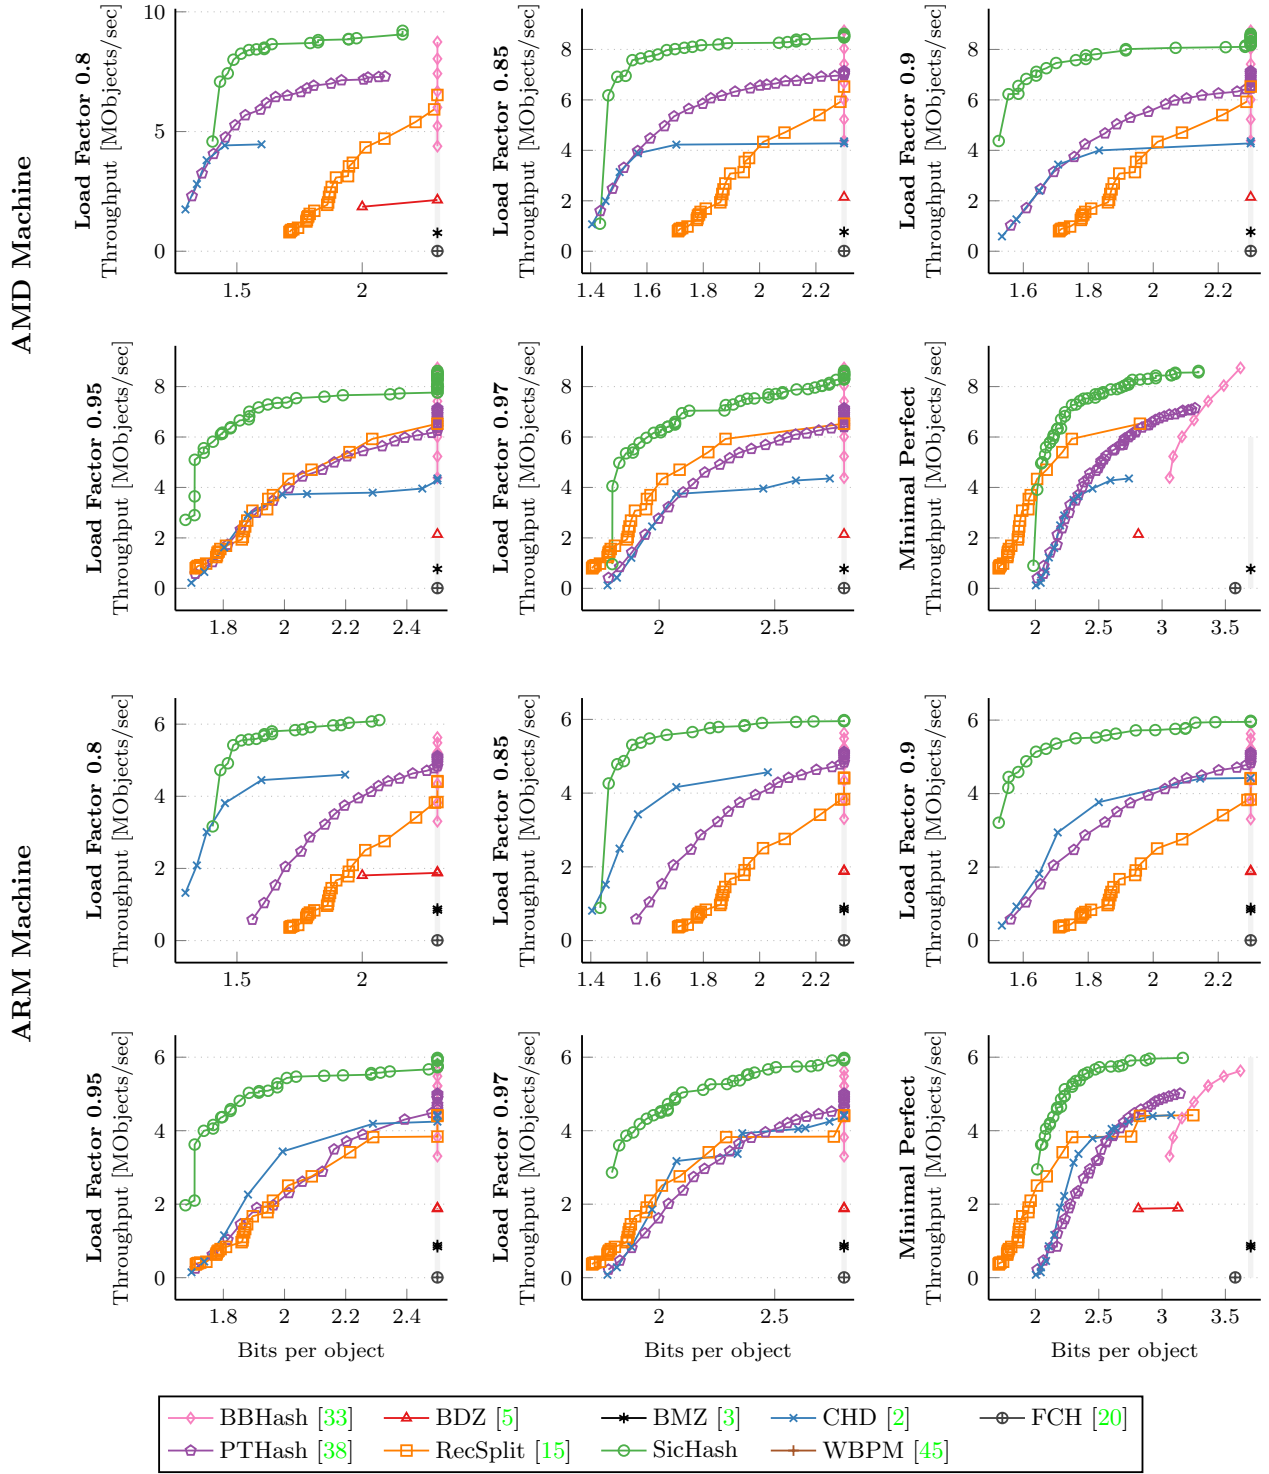 AMD Machine
Load Factor 0.8
Throughput [MObjects/sec]
10
5
0
1.5 2
Load Factor 0.85
Throughput [MObjects/sec]
8
6
4
2
0
1.4 1.6 1.8 2 2.2
Load Factor 0.9
Throughput [MObjects/sec]
8
6
4
2
0
1.6 1.8 2 2.2
Load Factor 0.95
Throughput [MObjects/sec]
8
6
4
2
0
1.8 2 2.2 2.4
Load Factor 0.97
Throughput [MObjects/sec]
8
6
4
2
0
2 2.5
Minimal Perfect
Throughput [MObjects/sec]
8
6
4
2
0
2 2.5 3 3.5
ARM Machine
Load Factor 0.8
Throughput [MObjects/sec]
6
4
2
0
1.5 2
Load Factor 0.85
Throughput [MObjects/sec]
6
4
2
0
1.4 1.6 1.8 2 2.2
Load Factor 0.9
Throughput [MObjects/sec]
6
4
2
0
1.6 1.8 2 2.2
Load Factor 0.95
Throughput [MObjects/sec]
6
4
2
0
1.8 2 2.2 2.4
Bits per object
Load Factor 0.97
Throughput [MObjects/sec]
6
4
2
0
2 2.5
Bits per object
Minimal Perfect
Throughput [MObjects/sec]
6
4
2
0
2 2.5 3 3.5
Bits per object
BBHash [33] BDZ [5] BMZ [3] CHD [2] FCH [20]
PTHash [38] RecSplit [15] SicHash WBPM [45]